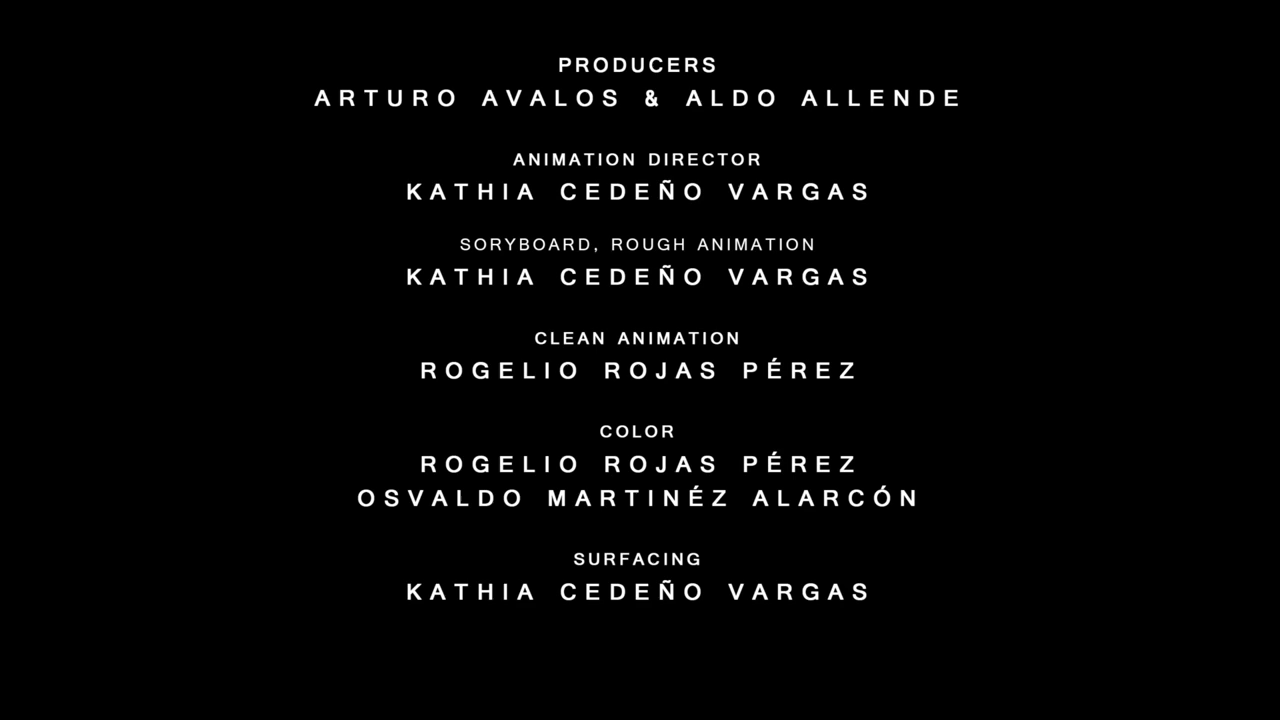 PRODUCERS
ARTURO AVALOS & ALDO ALLENDE
ANIMATION DIRECTOR
KATHIA CEDEÑO VARGAS
SORYBOARD, ROUGH ANIMATION
KATHIA CEDEÑO VARGAS
CLEAN ANIMATION
ROGELIO ROJAS PÉREZ
COLOR
ROGELIO ROJAS PÉREZ
OSVALDO MARTINÉZ ALARCÓN
SURFACING
KATHIA CEDEÑO VARGAS